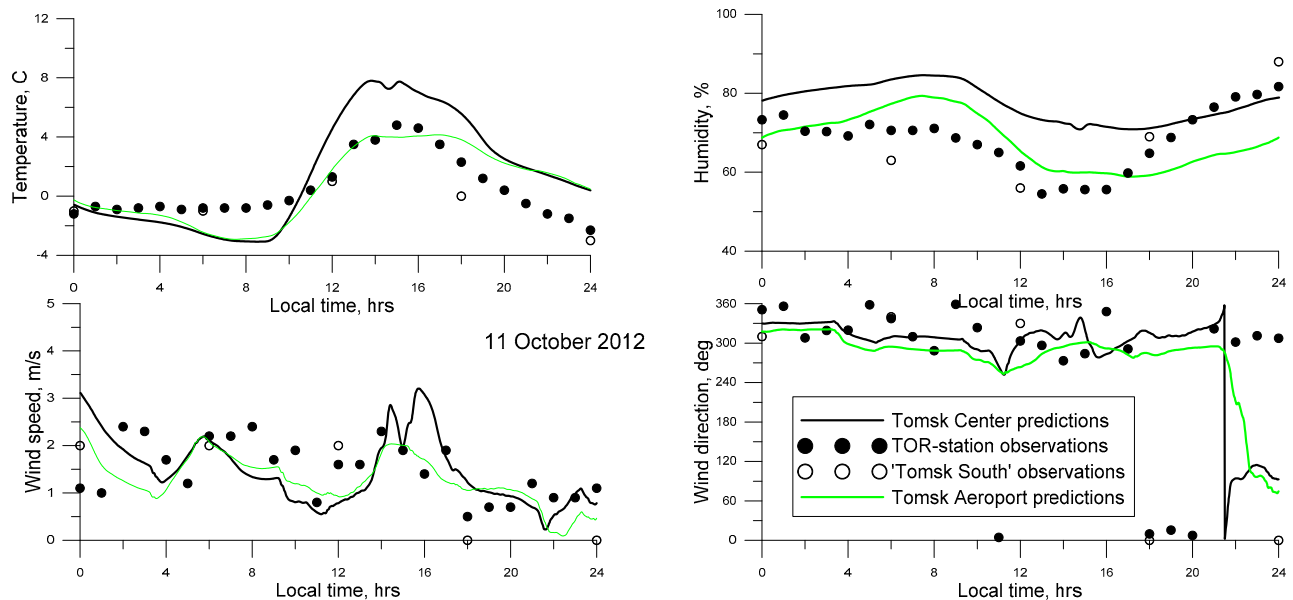 12
8
4
0
-4
Temperature, C
0 4 8 12 16 20 24
Local time, hrs
100
80
60
40
Humidity, %
0 4 8 12 16 20 24
Local time, hrs
5
4
3
2
1
0
Wind speed, m/s
11 October 2012
0 4 8 12 16 20 24
Local time, hrs
360
300
240
180
120
60
0
Wind direction, deg
Tomsk Center predictions
TOR-station observations
'Tomsk South' observations
Tomsk Aeroport predictions
0 4 8 12 16 20 24
Local time, hrs